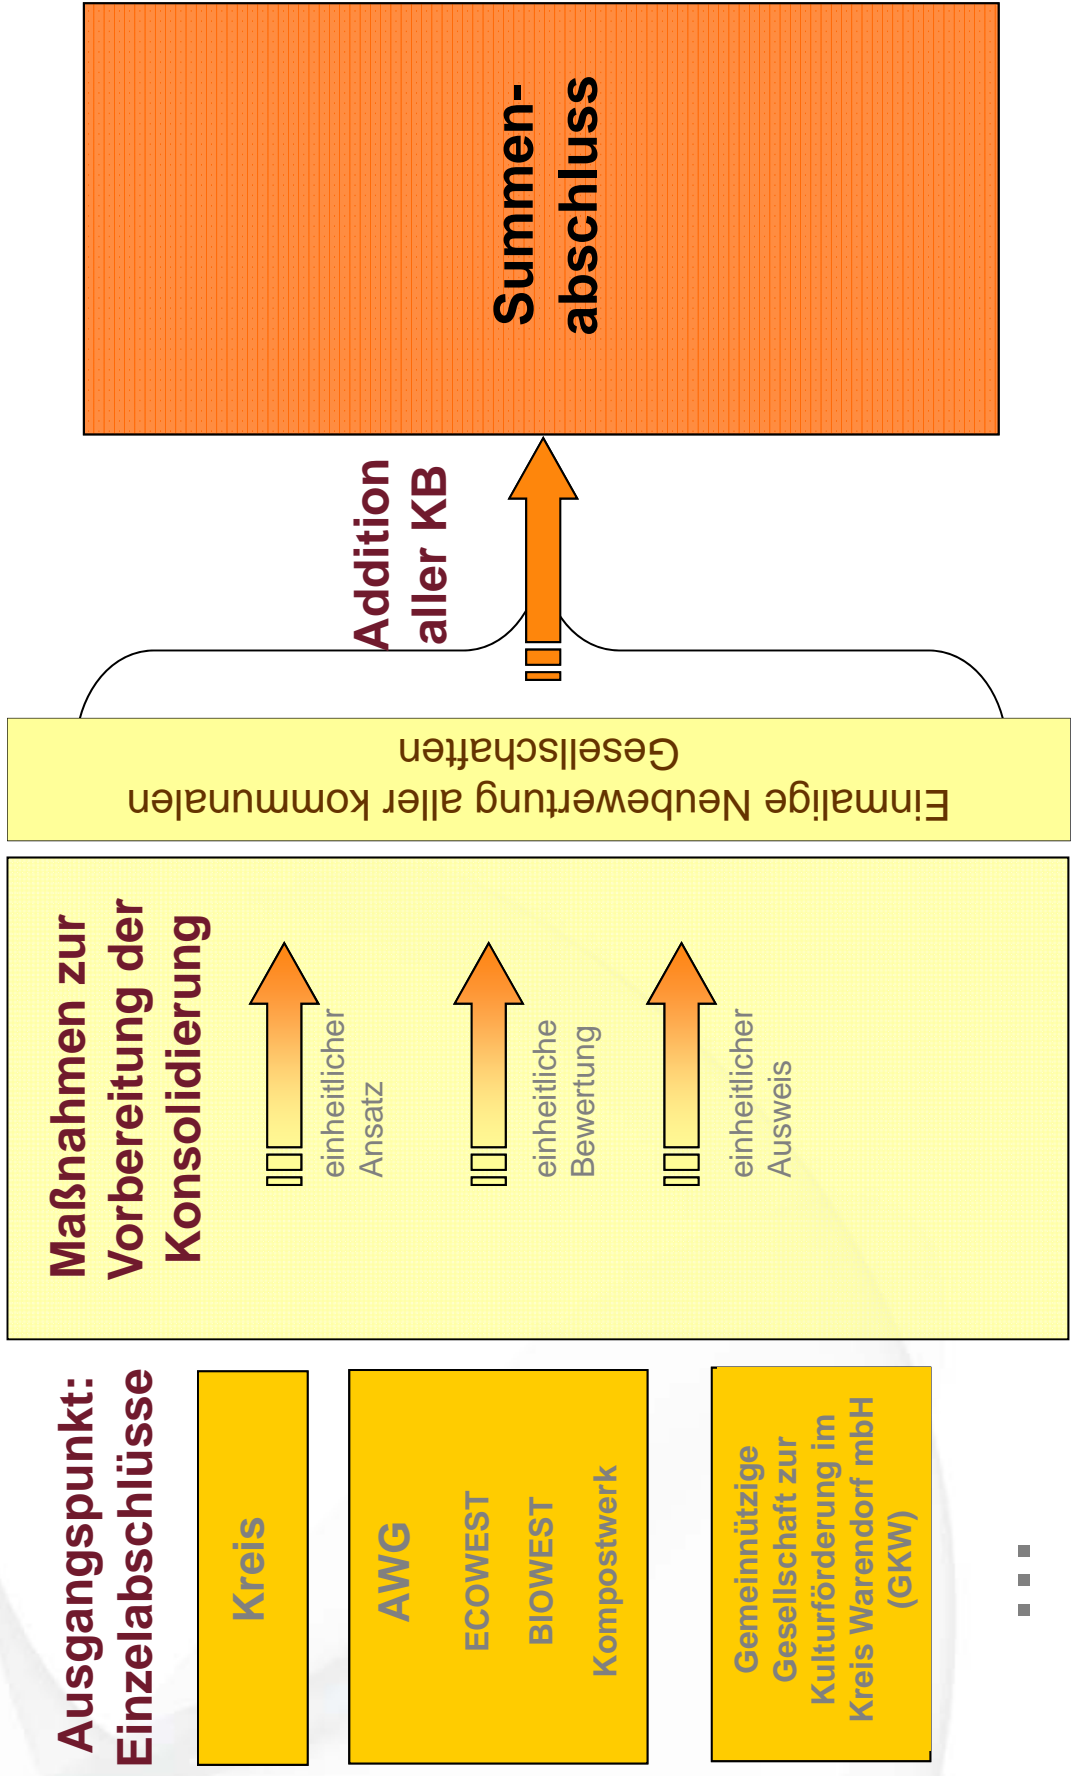 Ausgangspunkt:
Einzelabschlüsse
Kreis
AWG
ECOWEST
BIOWEST
Kompostwerk
Gemeinnützige
Gesellschaft zur
Kulturförderung im
Kreis Warendorf mbH
(GKW)
...
Maßnahmen zur
Vorbereitung der
Konsolidierung
einheitlicher
Ansatz
einheitliche
Bewertung
einheitlicher
Ausweis
Einmalige Neubewertung aller kommunalen
Gesellschaften
Addition
aller KB
Summen-
abschluss